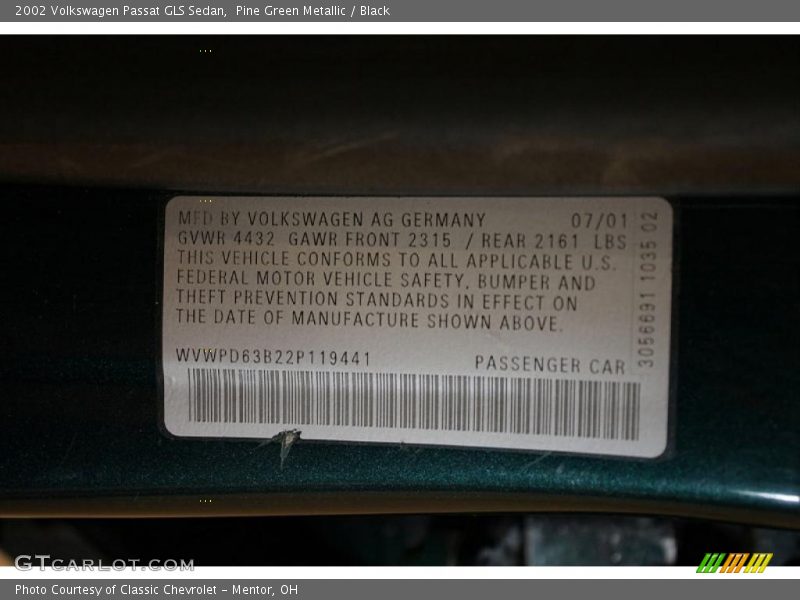 2002 Volkswagen Passat GLS Sedan,  Pine Green Metallic / Black
MFD BY VOLKSWAGEN AG GERMANY 07/01
GVWR 4432 GAWR FRONT 2315 / REAR 2161 LBS
THIS VEHICLE CONFORMS TO ALL APPLICABLE U.S.
FEDERAL MOTOR VEHICLE SAFETY, BUMPER AND
THEFT PREVENTION STANDARDS IN EFFECT ON
THE DATE OF MANUFACTURE SHOWN ABOVE.
WVWPD63B22P119441 PASSENGER CAR
3056691 1035 02
GTCARLOT.COM
Photo Courtesy of Classic Chevrolet - Mentor, OH